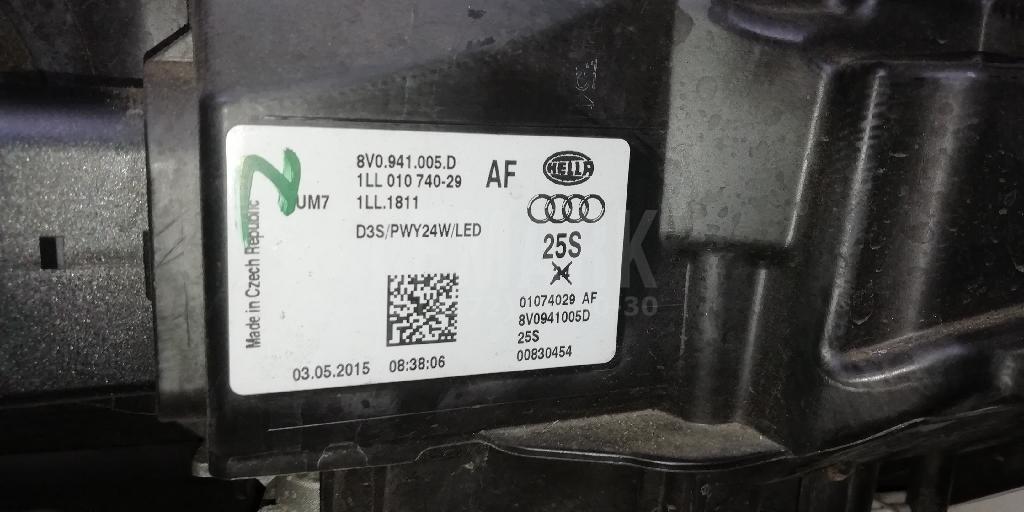 8V0.941.005.D
1LL 010 740-29
UM7
1LL.1811
D3S/PWY24W/LED
AF
HELLA
25S
Made in Czech Republic
01074029 AF
8V0941005D
25S
00830454
03.05.2015 08:38:06
2